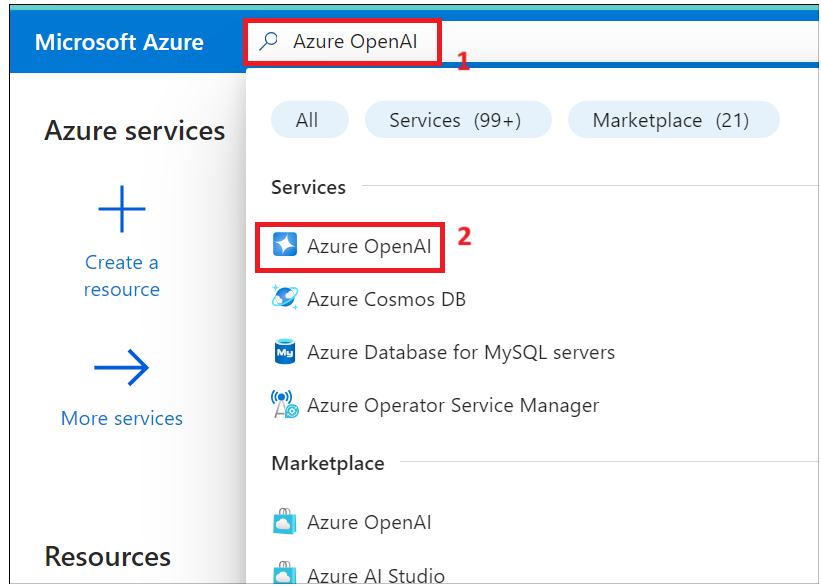 Microsoft Azure
Azure OpenAI
1
All
Services (99+)
Marketplace (21)
Azure services
Services
Azure OpenAI
2
Create a
resource
Azure Cosmos DB
My
Azure Database for MySQL servers
Azure Operator Service Manager
More services
Marketplace
Azure OpenAI
Resources
Azure AI Studio